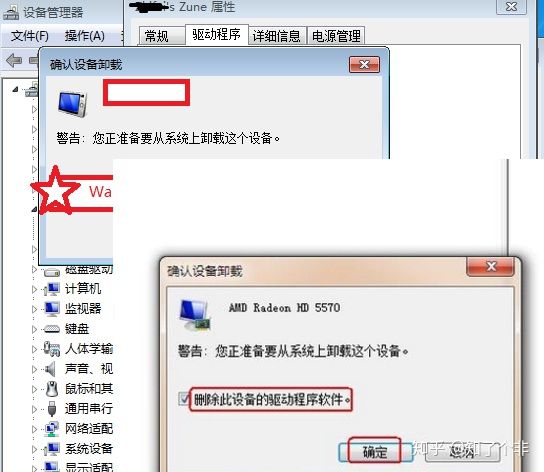 设备管理器
's Zune 属性
文件(F) 操作(A)
常规 驱动程序 详细信息 电源管理
确认设备卸载
警告: 您正准备要从系统上卸载这个设备。
Wa
磁盘驱动
计算机
监视器
键盘
人体学输
声音、视
鼠标和其
通用串行
网络适配
系统设备
显示适配
确认设备卸载
AMD Radeon HD 5570
警告: 您正准备要从系统上卸载这个设备。
删除此设备的驱动程序软件。
确定 取消